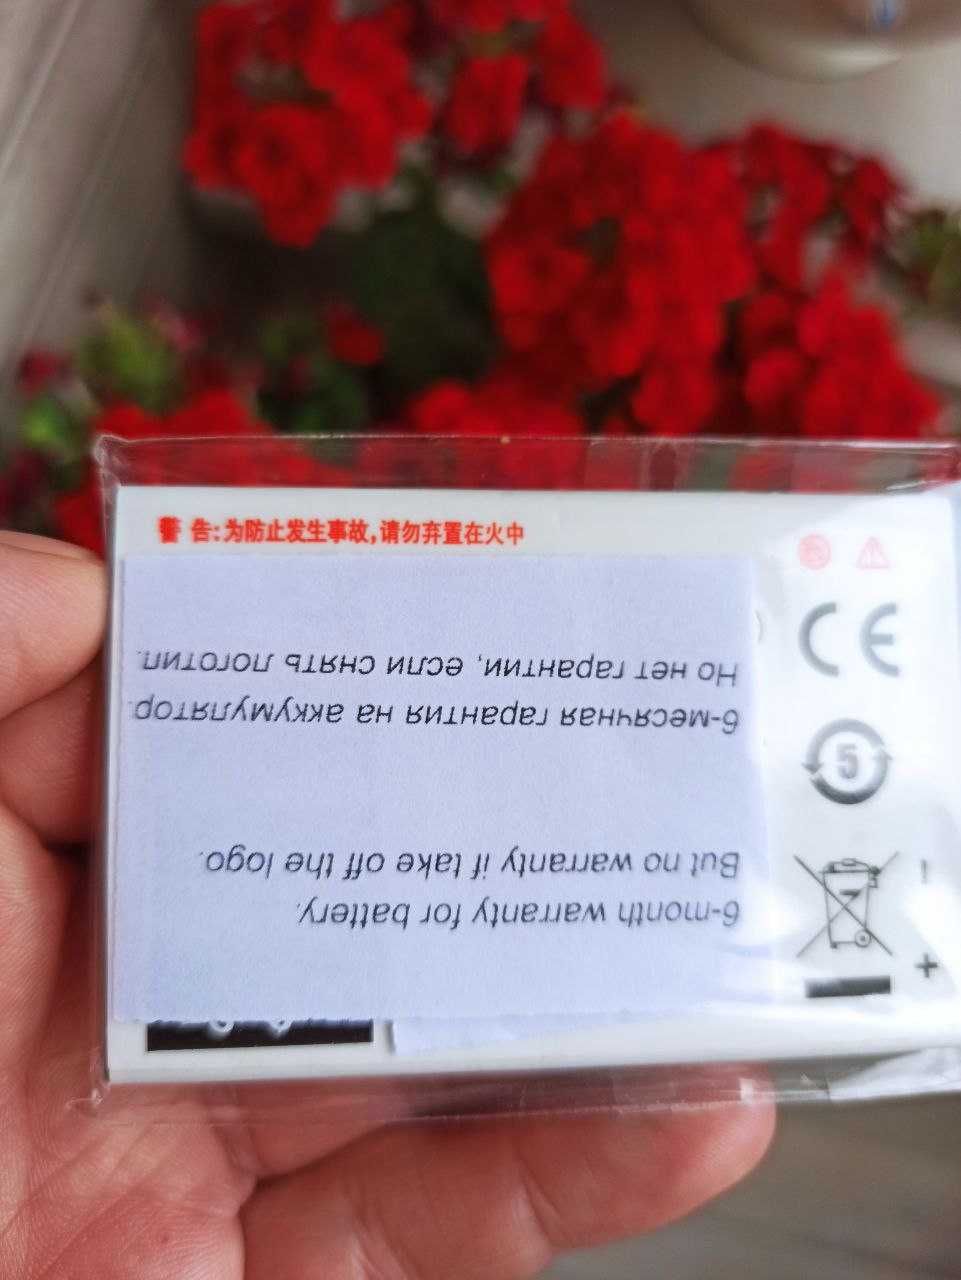 警 告:为防止发生事故,请勿弃置在火中
6-month warranty for battery.
But no warranty if take off the logo.
6-месячная гарантия на аккумулятор.
Но нет гарантии, если снять логотип.
CE
5
!
+